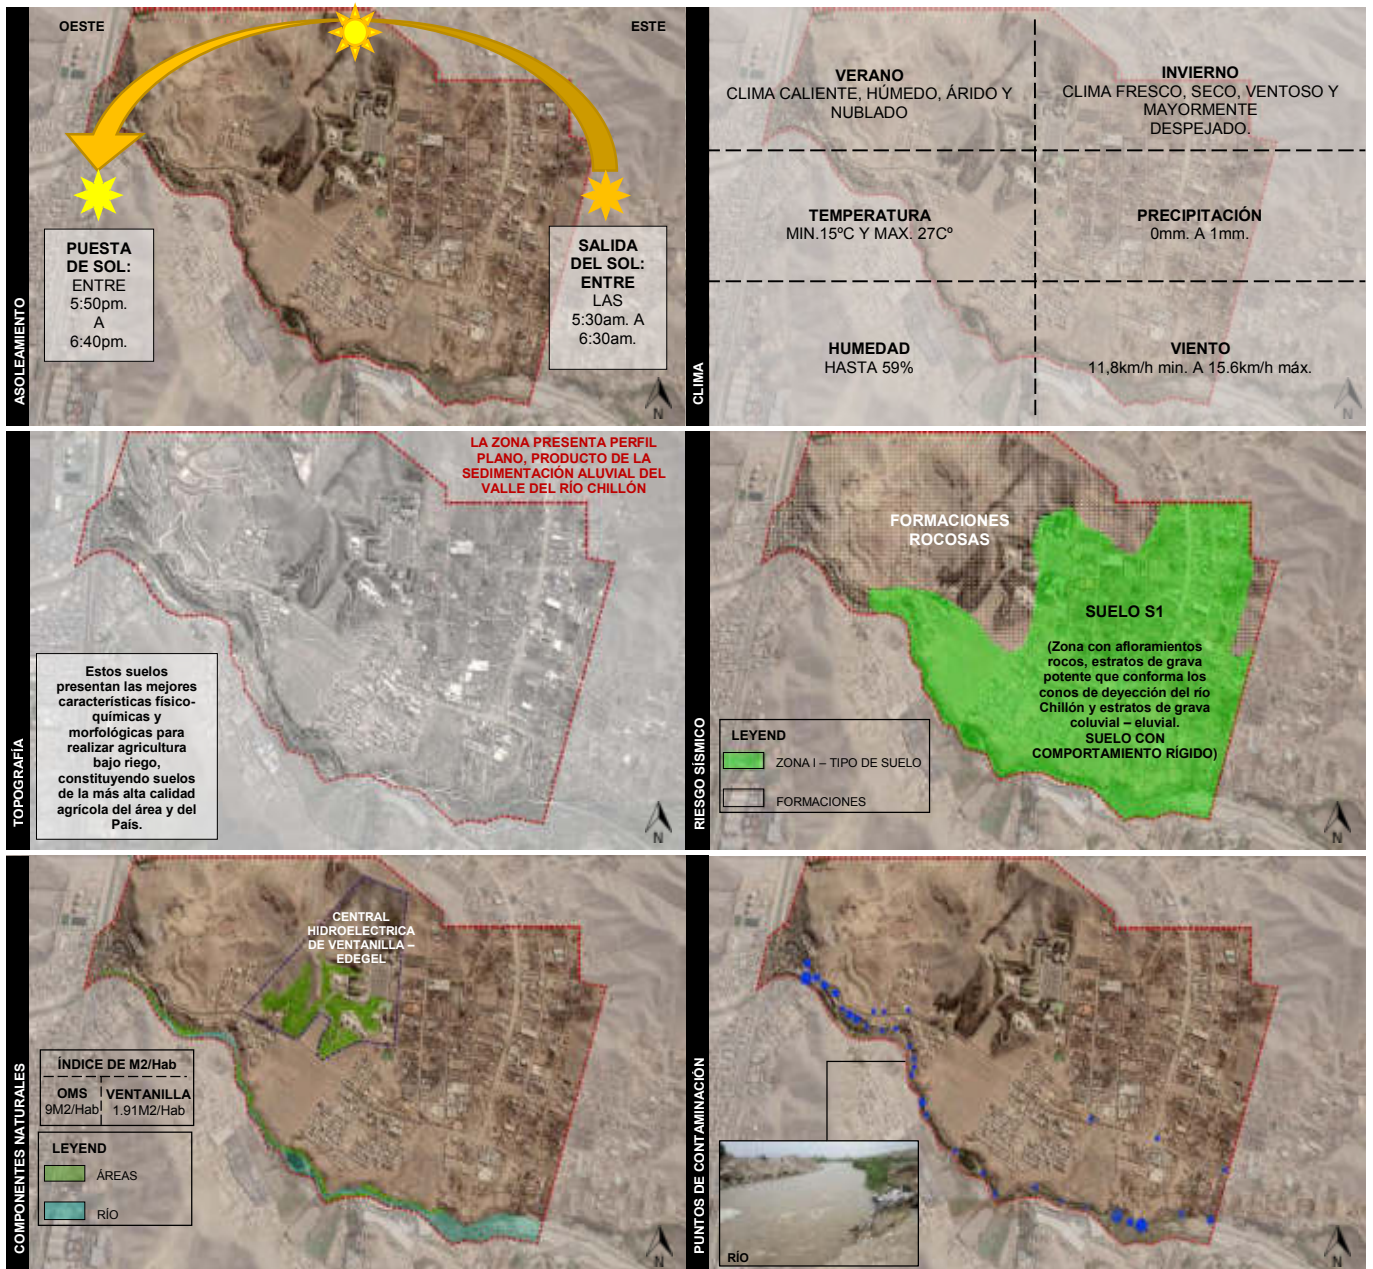 OESTE
ESTE
PUESTA
DE SOL:
ENTRE
5:50pm.
A
6:40pm.
SALIDA
DEL SOL:
ENTRE
LAS
5:30am. A
6:30am.
ASOLEAMIENTO
N
VERANO
CLIMA CALIENTE, HÚMEDO, ÁRIDO Y
NUBLADO
INVIERNO
CLIMA FRESCO, SECO, VENTOSO Y
MAYORMENTE
DESPEJADO.
TEMPERATURA
MIN.15ºC Y MAX. 27Cº
PRECIPITACIÓN
0mm. A 1mm.
HUMEDAD
HASTA 59%
VIENTO
11,8km/h min. A 15.6km/h máx.
CLIMA
N
LA ZONA PRESENTA PERFIL
PLANO, PRODUCTO DE LA
SEDIMENTACIÓN ALUVIAL DEL
VALLE DEL RÍO CHILLÓN
Estos suelos
presentan las mejores
características físico-
químicas y
morfológicas para
realizar agricultura
bajo riego,
constituyendo suelos
de la más alta calidad
agrícola del área y del
País.
TOPOGRAFÍA
N
FORMACIONES
ROCOSAS
SUELO S1
(Zona con afloramientos
rocos, estratos de grava
potente que conforma los
conos de deyección del río
Chillón y estratos de grava
coluvial – eluvial.
SUELO CON
COMPORTAMIENTO RÍGIDO)
LEYEND
ZONA I – TIPO DE SUELO
FORMACIONES
RIESGO SÍSMICO
N
CENTRAL
HIDROELECTRICA
DE VENTANILLA –
EDEGEL
ÍNDICE DE M2/Hab
OMS
9M2/Hab
VENTANILLA
1.91M2/Hab
LEYEND
ÁREAS
RÍO
COMPONENTES NATURALES
N
RÍO
PUNTOS DE CONTAMINACIÓN
N